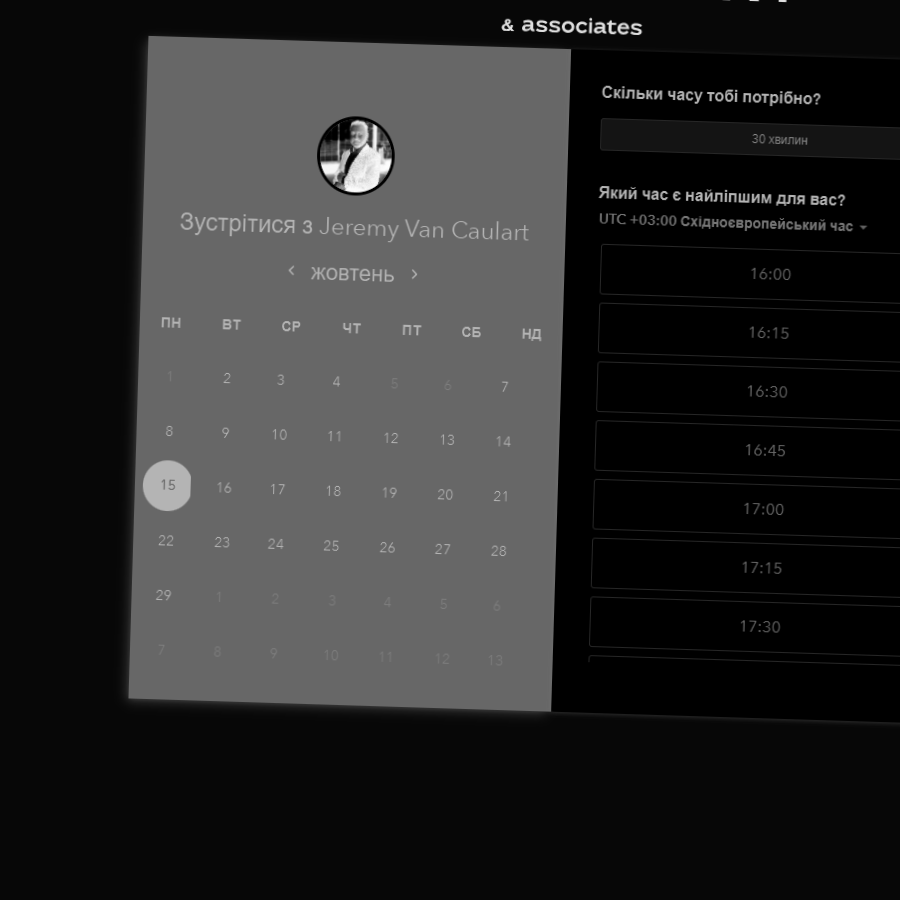 & associates
Зустрітися з Jeremy Van Caulart
жовтень
ПН ВТ СР ЧТ ПТ СБ НД
1 2 3 4 5 6 7
8 9 10 11 12 13 14
15 16 17 18 19 20 21
22 23 24 25 26 27 28
29 1 2 3 4 5 6
7 8 9 10 11 12 13
Скільки часу тобі потрібно?
30 хвилин
Який час є найліпшим для вас?
UTC +03:00 Східноєвропейський час
16:00
16:15
16:30
16:45
17:00
17:15
17:30